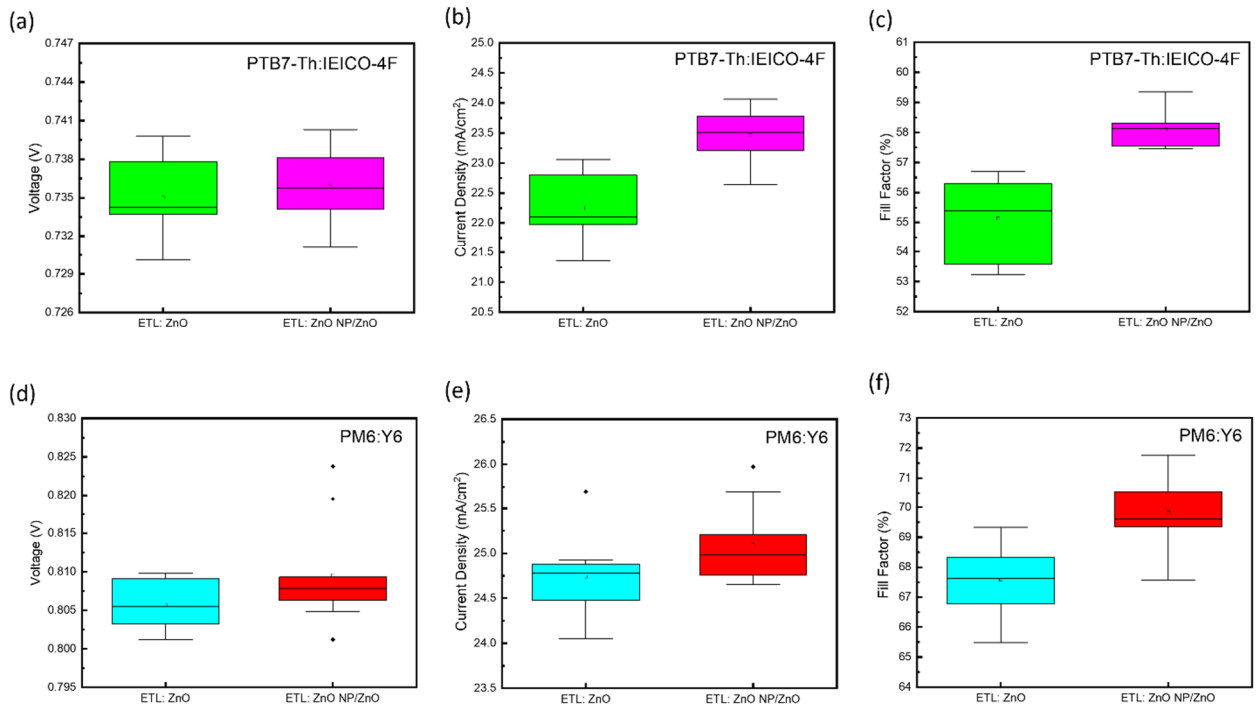 (a)
0.747
0.744
0.741
0.738
0.735
0.732
0.729
0.726
Voltage (V)
PTB7-Th:IEICO-4F
ETL: ZnO
ETL: ZnO NP/ZnO
(b)
25.0
24.5
24.0
23.5
23.0
22.5
22.0
21.5
21.0
20.5
Current Density (mA/cm²)
PTB7-Th:IEICO-4F
ETL: ZnO
ETL: ZnO NP/ZnO
(c)
61
60
59
58
57
56
55
54
53
52
Fill Factor (%)
PTB7-Th:IEICO-4F
ETL: ZnO
ETL: ZnO NP/ZnO
(d)
0.830
0.825
0.820
0.815
0.810
0.805
0.800
0.795
Voltage (V)
PM6:Y6
ETL: ZnO
ETL: ZnO NP/ZnO
(e)
26.5
26.0
25.5
25.0
24.5
24.0
23.5
Current Density (mA/cm²)
PM6:Y6
ETL: ZnO
ETL: ZnO NP/ZnO
(f)
73
72
71
70
69
68
67
66
65
64
Fill Factor (%)
PM6:Y6
ETL: ZnO
ETL: ZnO NP/ZnO